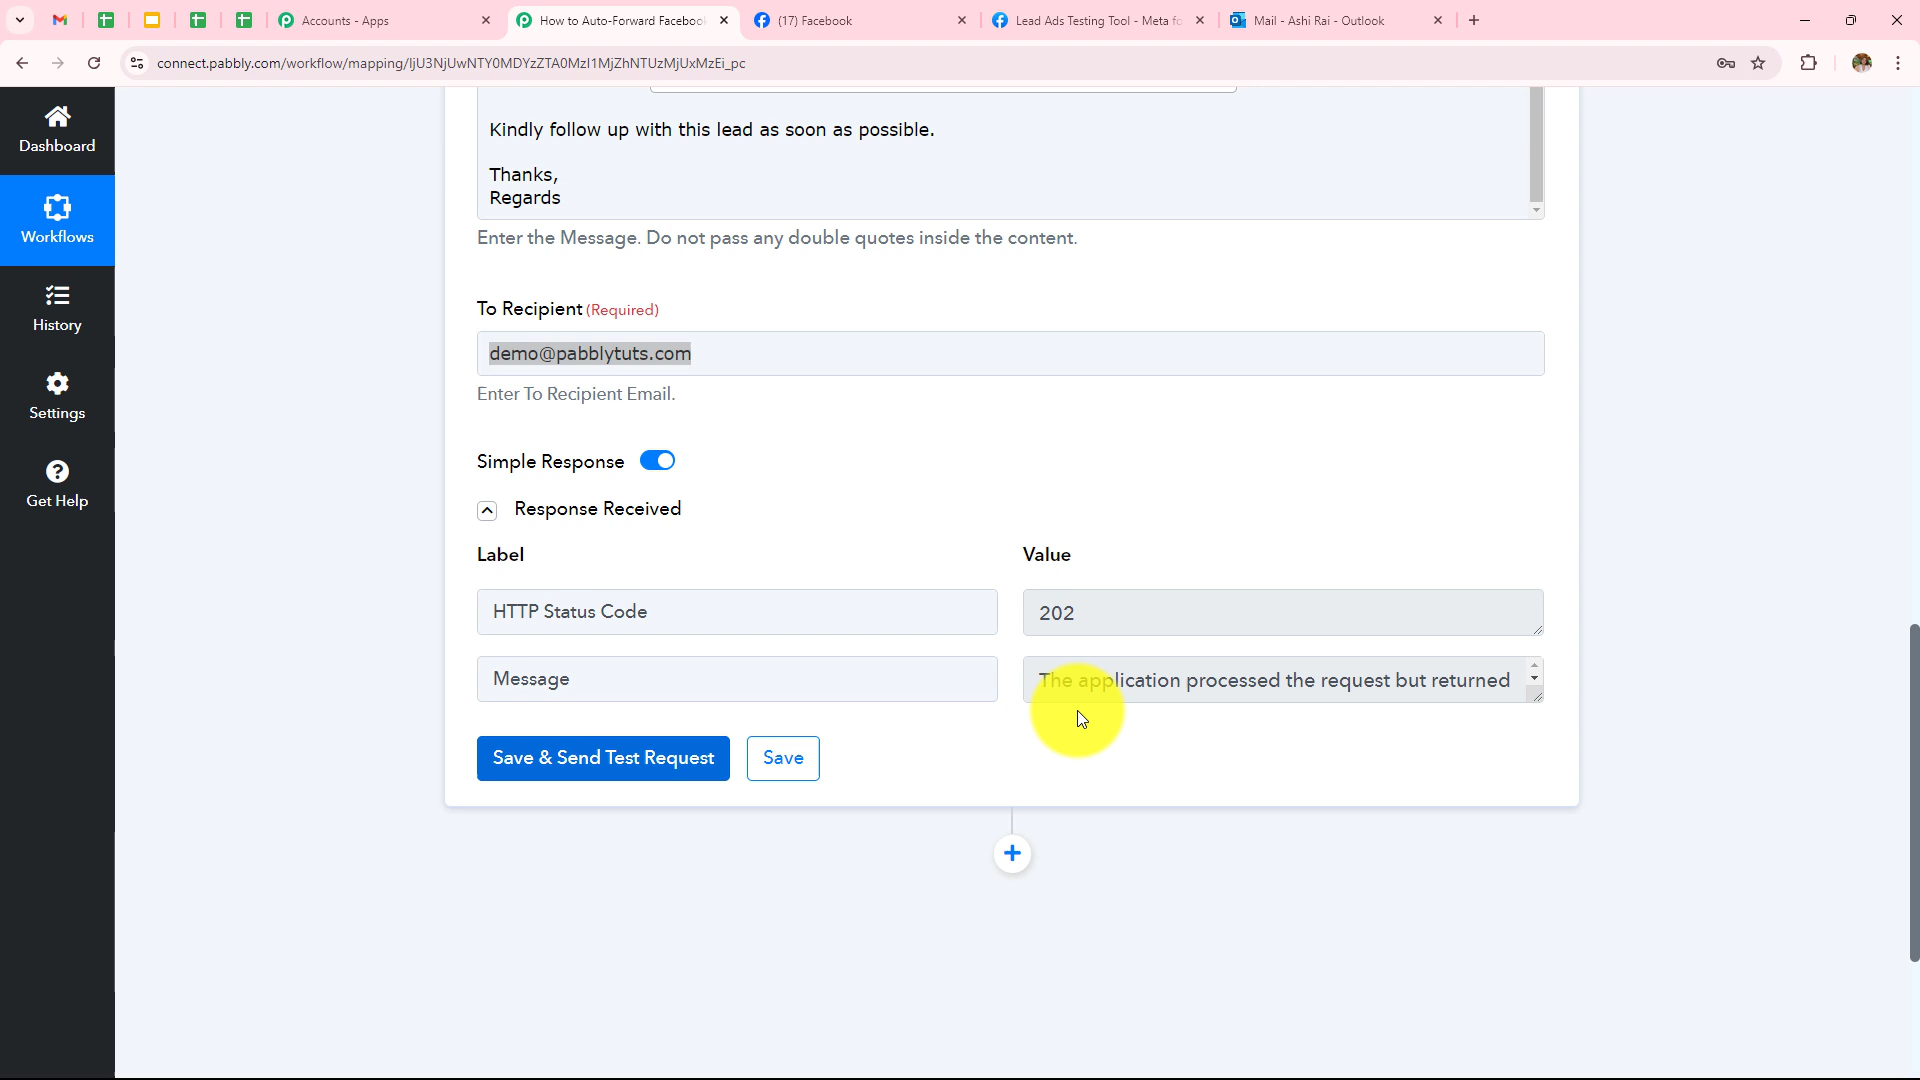 Accounts - Apps
How to Auto-Forward Facebook
(17) Facebook
Lead Ads Testing Tool - Meta fo
Mail - Ashi Rai - Outlook
connect.pabbly.com/workflow/mapping/IjU3NjUwNTY0MDYzZTA0MzI1MjZhNTUzMjUxMzEi_pc
Dashboard
Workflows
History
Settings
Get Help
Kindly follow up with this lead as soon as possible.
Thanks,
Regards
Enter the Message. Do not pass any double quotes inside the content.
To Recipient (Required)
demo@pabblytuts.com
Enter To Recipient Email.
Simple Response
Response Received
Label
Value
HTTP Status Code
202
Message
The application processed the request but returned
Save & Send Test Request
Save